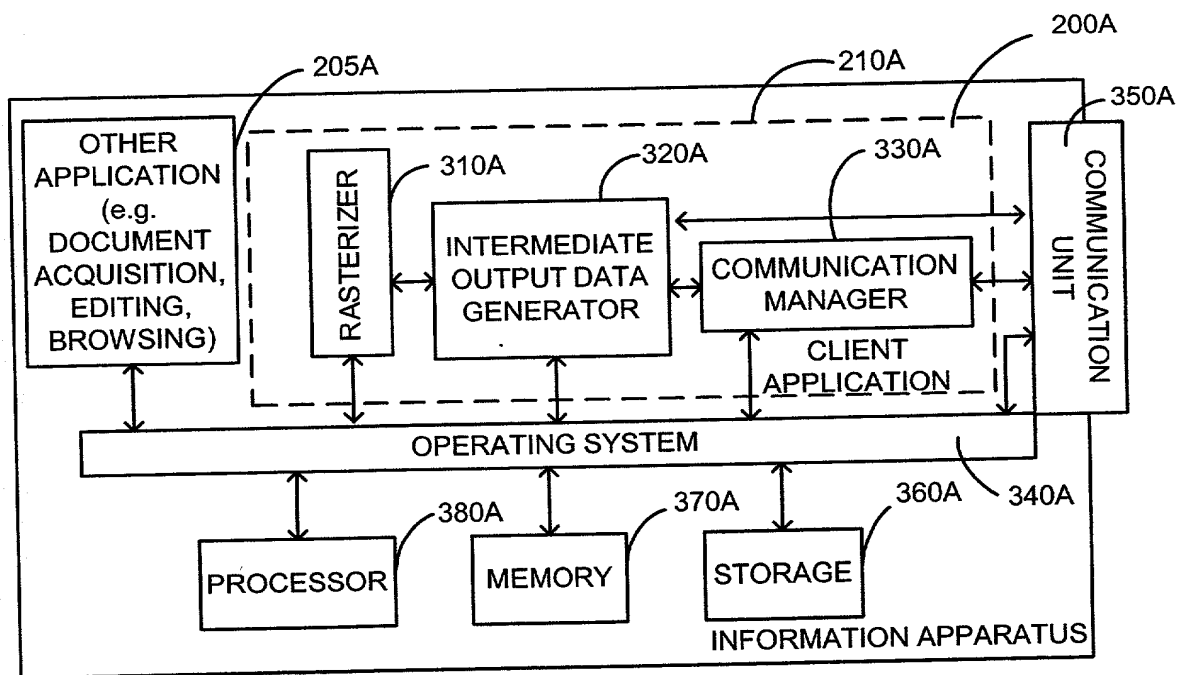 200A
210A
205A
350A
OTHER
APPLICATION
(e.g.
DOCUMENT
ACQUISITION,
EDITING,
BROWSING)
RASTERIZER
310A
320A
330A
INTERMEDIATE
OUTPUT DATA
GENERATOR
COMMUNICATION
MANAGER
COMMUNICATION
UNIT
CLIENT
APPLICATION
OPERATING SYSTEM
340A
380A
370A
360A
PROCESSOR
MEMORY
STORAGE
INFORMATION APPARATUS